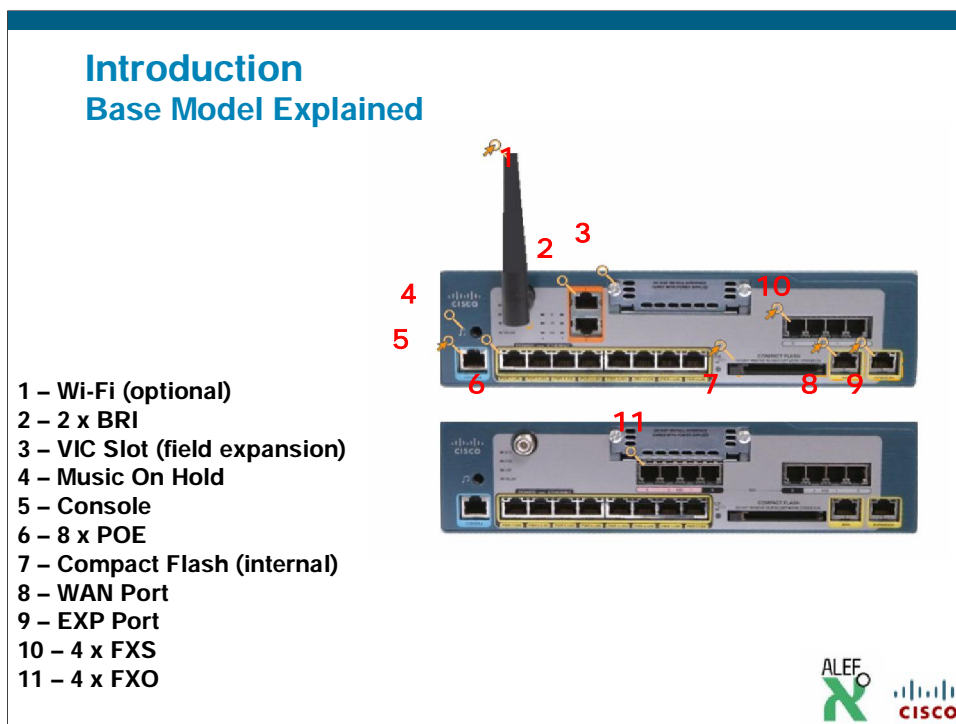 Introduction
Base Model Explained
1
2
3
4
5
6
7
8
9
10
11
CISCO
COMPACT FLASH
CISCO
COMPACT FLASH
1 – Wi-Fi (optional)
2 – 2 x BRI
3 – VIC Slot (field expansion)
4 – Music On Hold
5 – Console
6 – 8 x POE
7 – Compact Flash (internal)
8 – WAN Port
9 – EXP Port
10 – 4 x FXS
11 – 4 x FXO
ALEF
CISCO